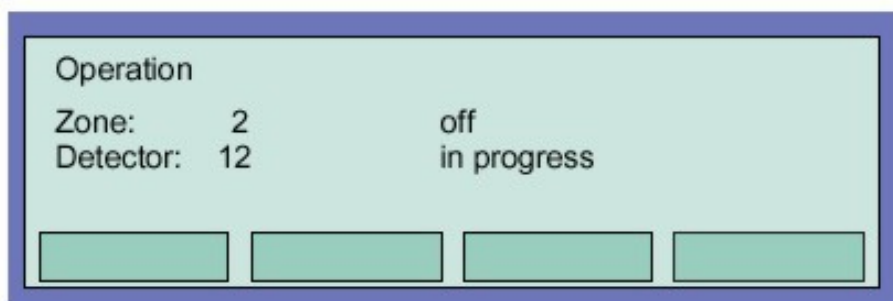 Operation
Zone: 2 off
Detector: 12 in progress